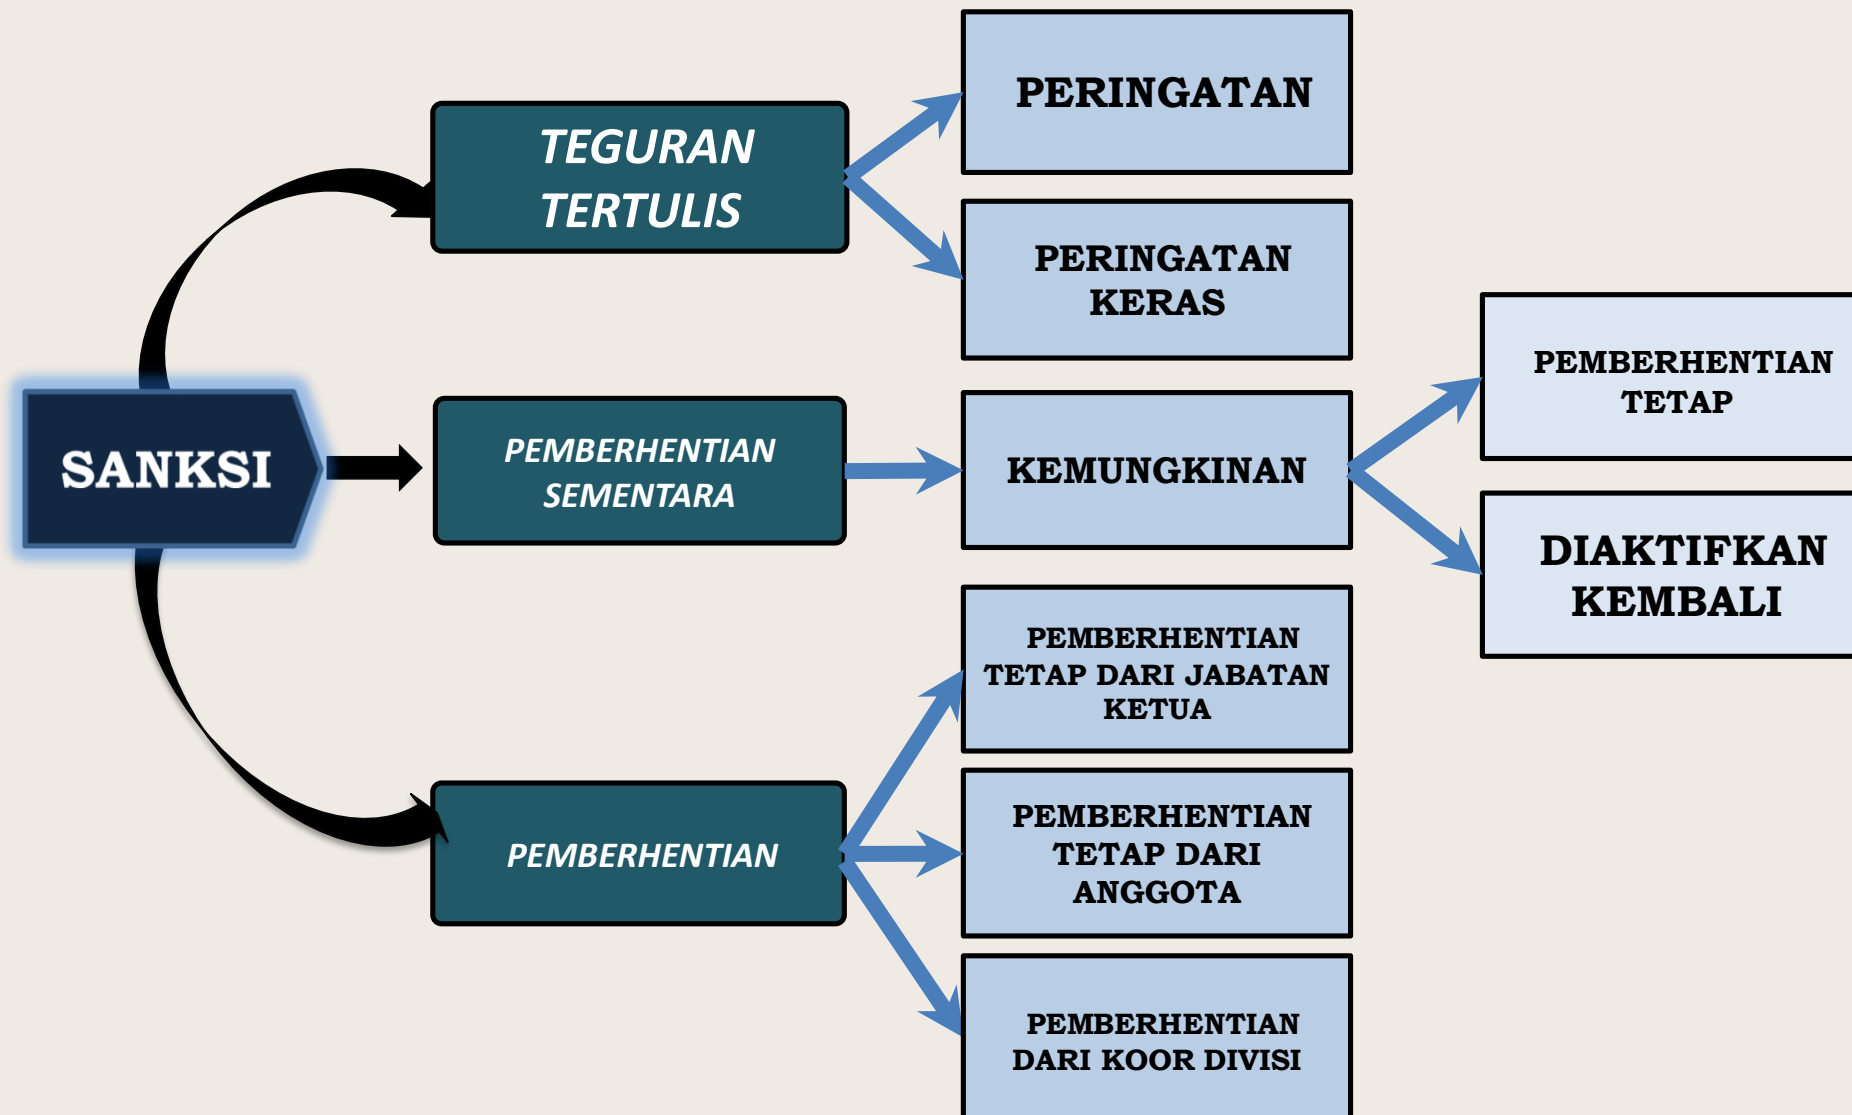 SANKSI
TEGURAN
TERTULIS
PERINGATAN
PERINGATAN
KERAS
PEMBERHENTIAN
SEMENTARA
KEMUNGKINAN
PEMBERHENTIAN
TETAP
DIAKTIFKAN
KEMBALI
PEMBERHENTIAN
PEMBERHENTIAN
TETAP DARI JABATAN
KETUA
PEMBERHENTIAN
TETAP DARI
ANGGOTA
PEMBERHENTIAN
DARI KOOR DIVISI